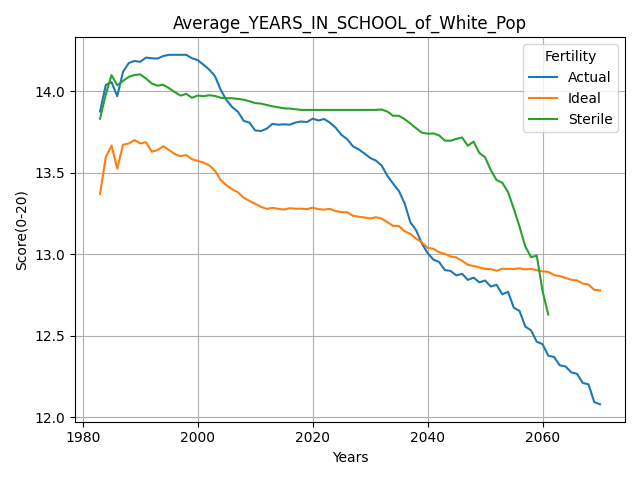 Average_YEARS_IN_SCHOOL_of_White_Pop
Fertility
Actual
Ideal
Sterile
Score(0-20)
14.0
13.5
13.0
12.5
12.0
1980
2000
2020
2040
2060
Years